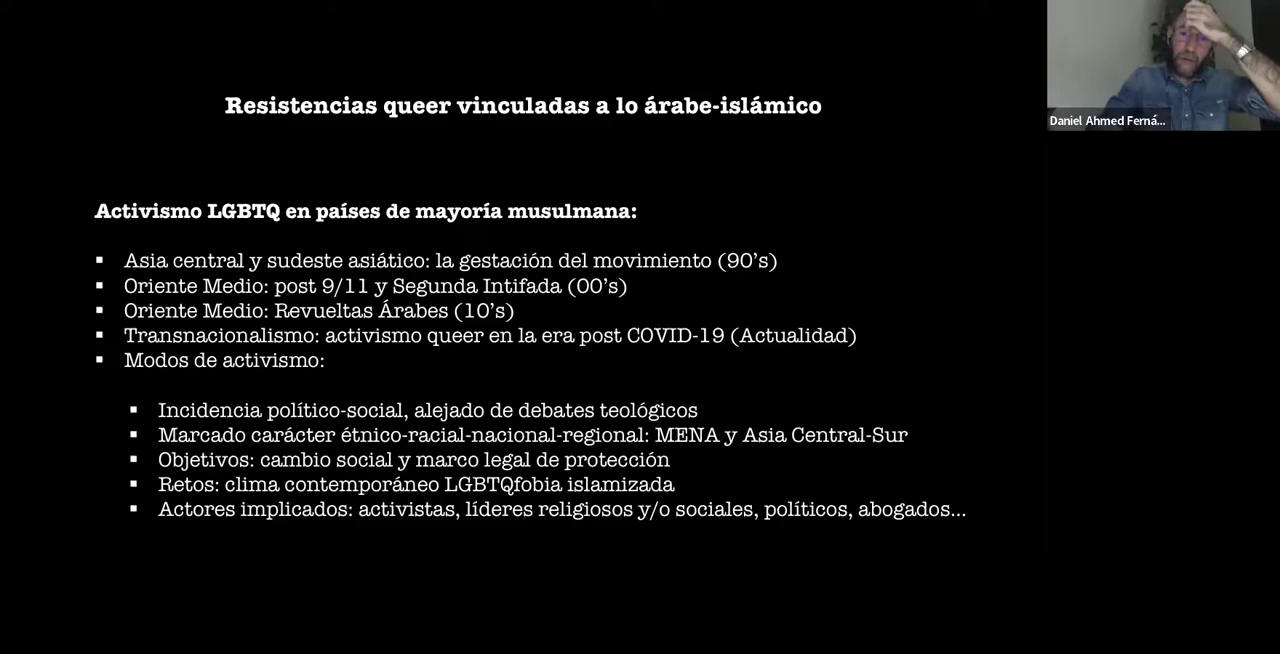 Resistencias queer vinculadas a lo árabe-islámico
Daniel Ahmed Ferná...
Activismo LGBTQ en países de mayoría musulmana:
▪ Asia central y sudeste asiático: la gestación del movimiento (90's)
▪ Oriente Medio: post 9/11 y Segunda Intifada (00's)
▪ Oriente Medio: Revueltas Árabes (10's)
▪ Transnacionalismo: activismo queer en la era post COVID-19 (Actualidad)
▪ Modos de activismo:
▪ Incidencia político-social, alejado de debates teológicos
▪ Marcado carácter étnico-racial-nacional-regional: MENA y Asia Central-Sur
▪ Objetivos: cambio social y marco legal de protección
▪ Retos: clima contemporáneo LGBTQfobia islamizada
▪ Actores implicados: activistas, líderes religiosos y/o sociales, políticos, abogados...